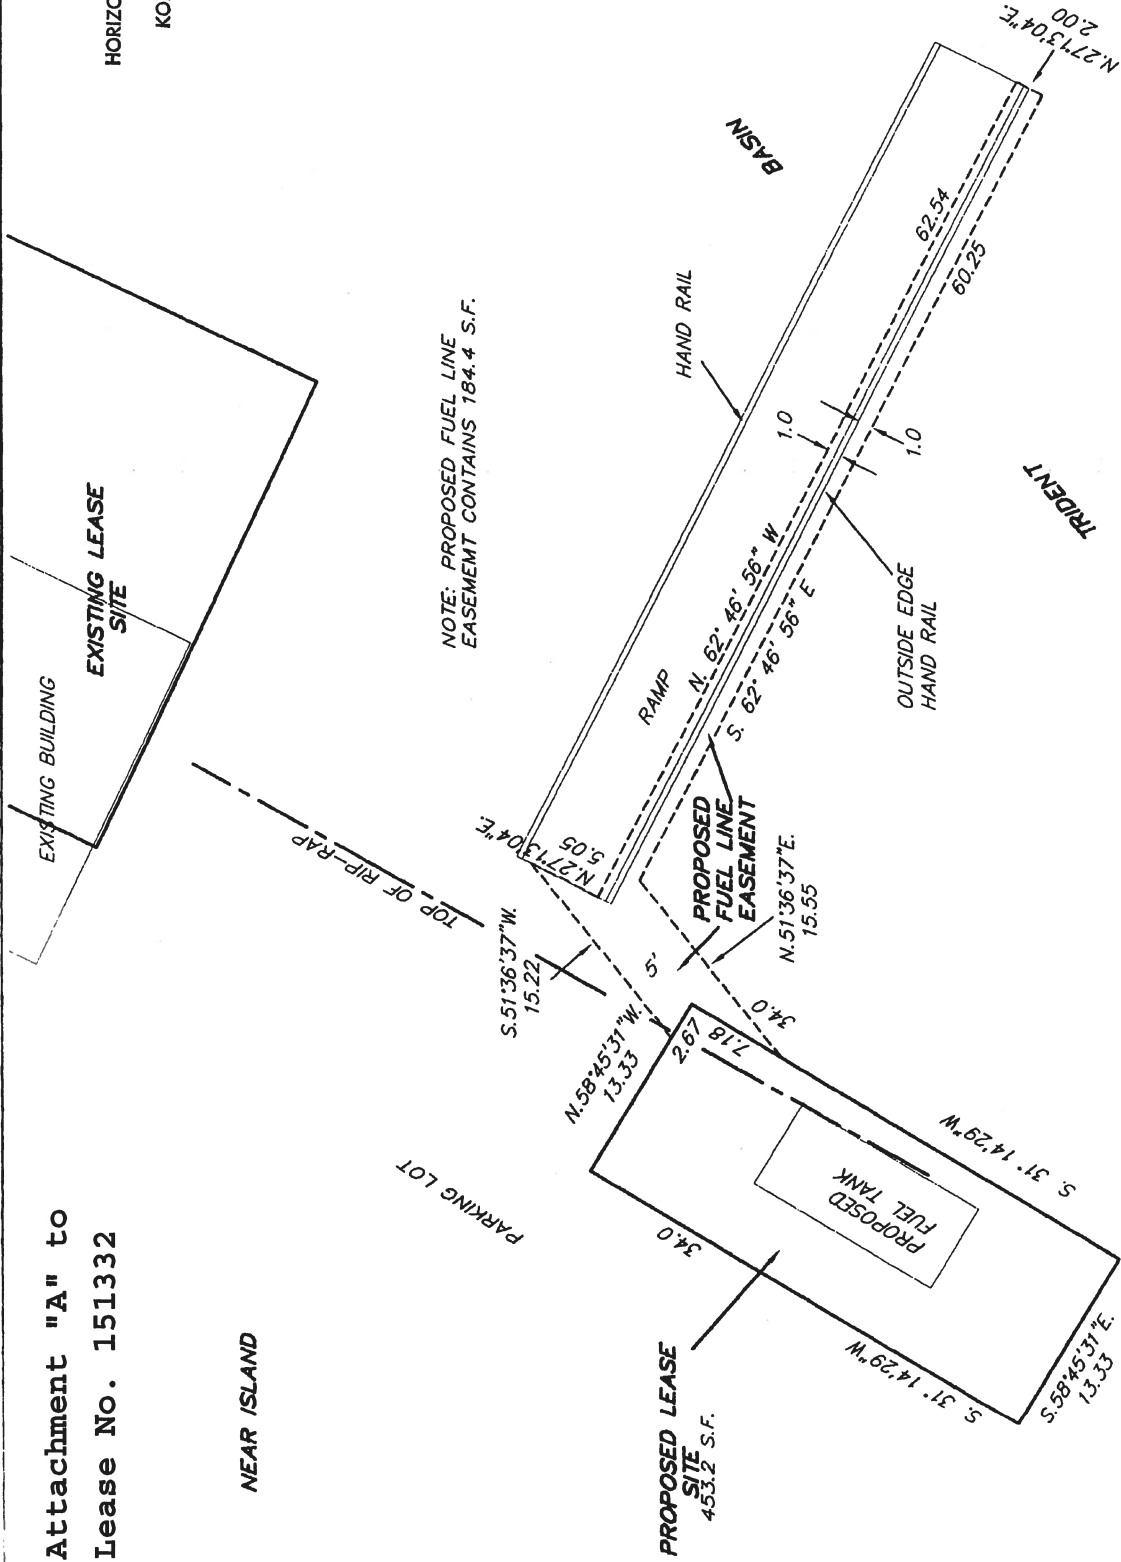 Attachment "A" to
Lease No. 151332
HORIZO
KO
NEAR ISLAND
EXISTING BUILDING
EXISTING LEASE
SITE
TOP OF RIP-RAP
PARKING LOT
NOTE: PROPOSED FUEL LINE
EASEMEMT CONTAINS 184.4 S.F.
HAND RAIL
BASIN
TRIDENT
N.27°13'04"E.
2.00
62.54
60.25
1.0
1.0
RAMP
N. 62° 46' 56" W
S. 62° 46' 56" E
OUTSIDE EDGE
HAND RAIL
N.27°13'04"E.
5.05
S.51°36'37"W.
15.22
PROPOSED
FUEL LINE
EASEMENT
N.51°36'37"E.
15.55
5'
N.58°45'31"W.
13.33
2.67
7.18
34.0
PROPOSED
FUEL TANK
S. 31° 14'29" W
34.0
S. 31° 14'29" W
S.58°45'31"E.
13.33
PROPOSED LEASE
SITE
453.2 S.F.